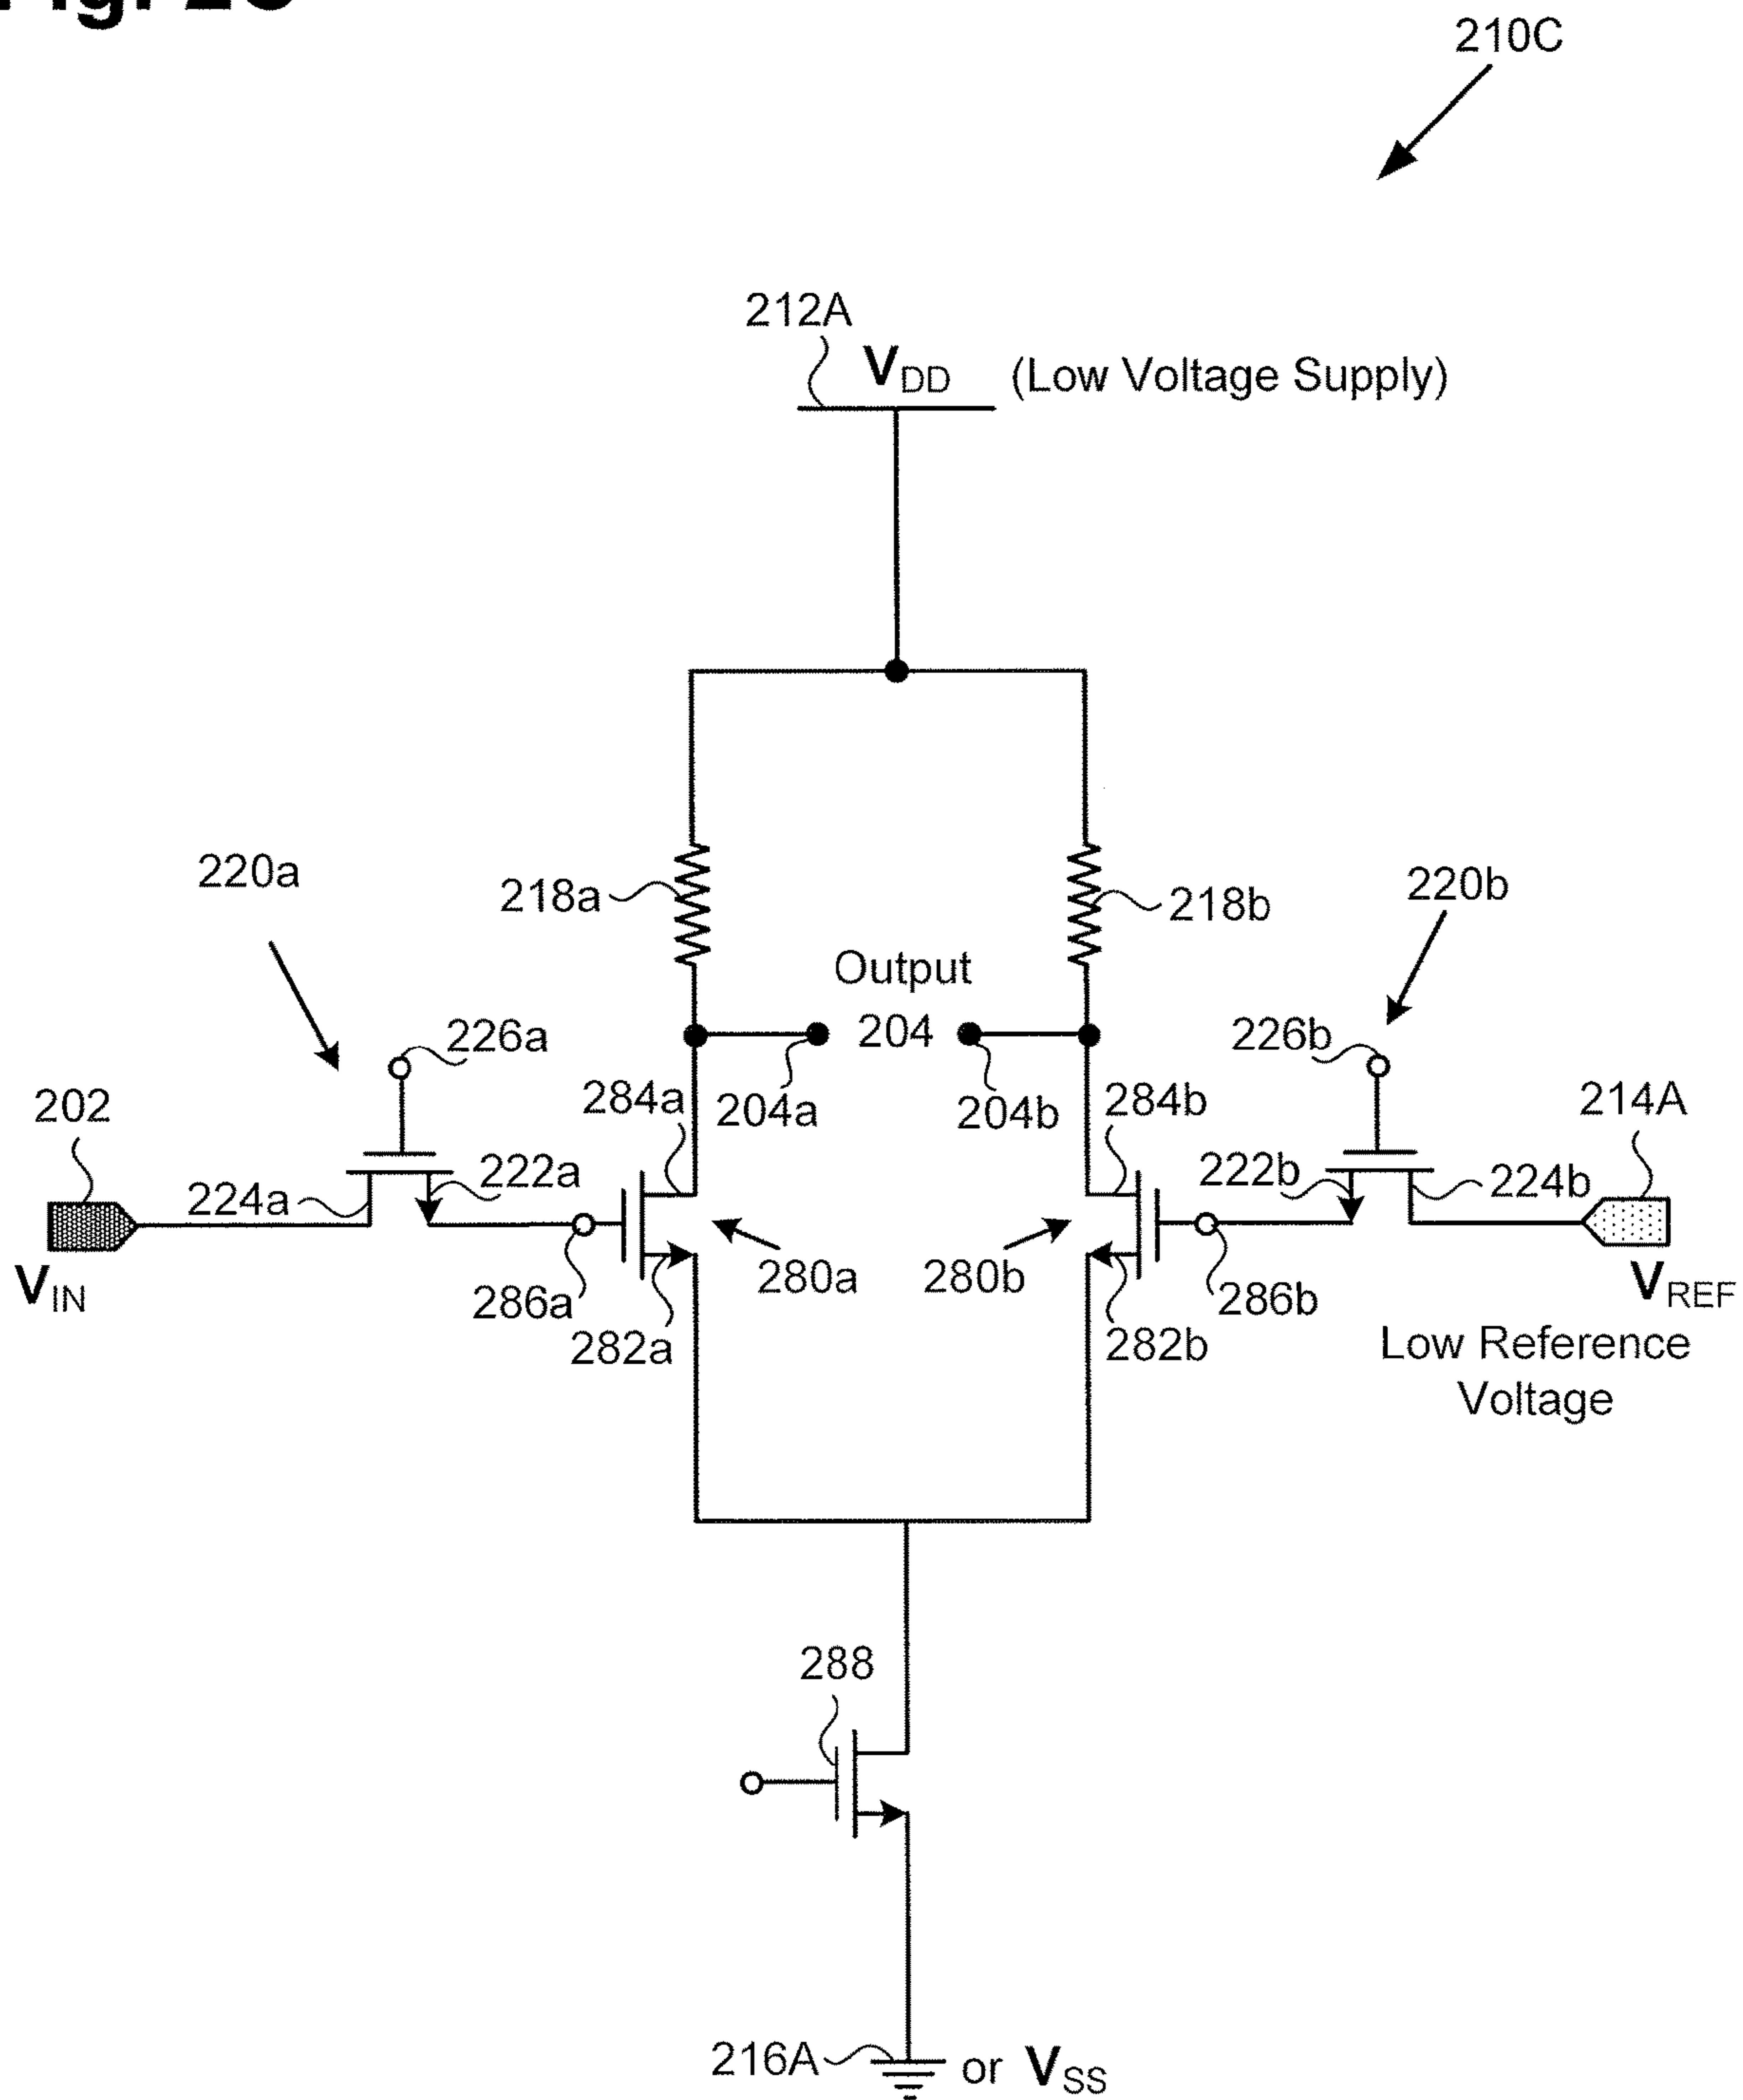 210C
212A
VDD (Low Voltage Supply)
220a
218a
218b
220b
Output
204
226a
226b
284a
204a
204b
284b
202
214A
224a
222a
222b
224b
VIN
286a
280a
280b
286b
VREF
282a
282b
Low Reference
Voltage
288
216A
or VSS